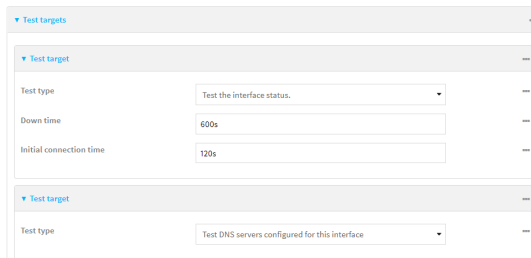 Test targets
Test target
Test type
Test the interface status.
Down time
600s
Initial connection time
120s
Test target
Test type
Test DNS servers configured for this interface